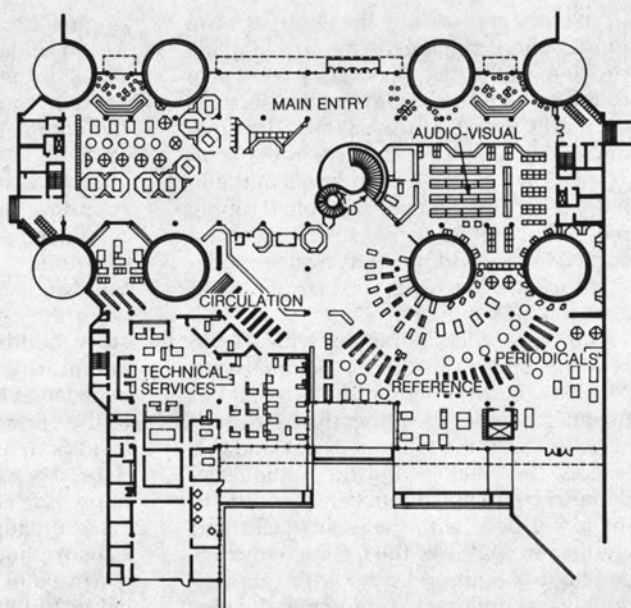 MAIN ENTRY
AUDIO-VISUAL
CIRCULATION
TECHNICAL
SERVICES
PERIODICALS
REFERENCE